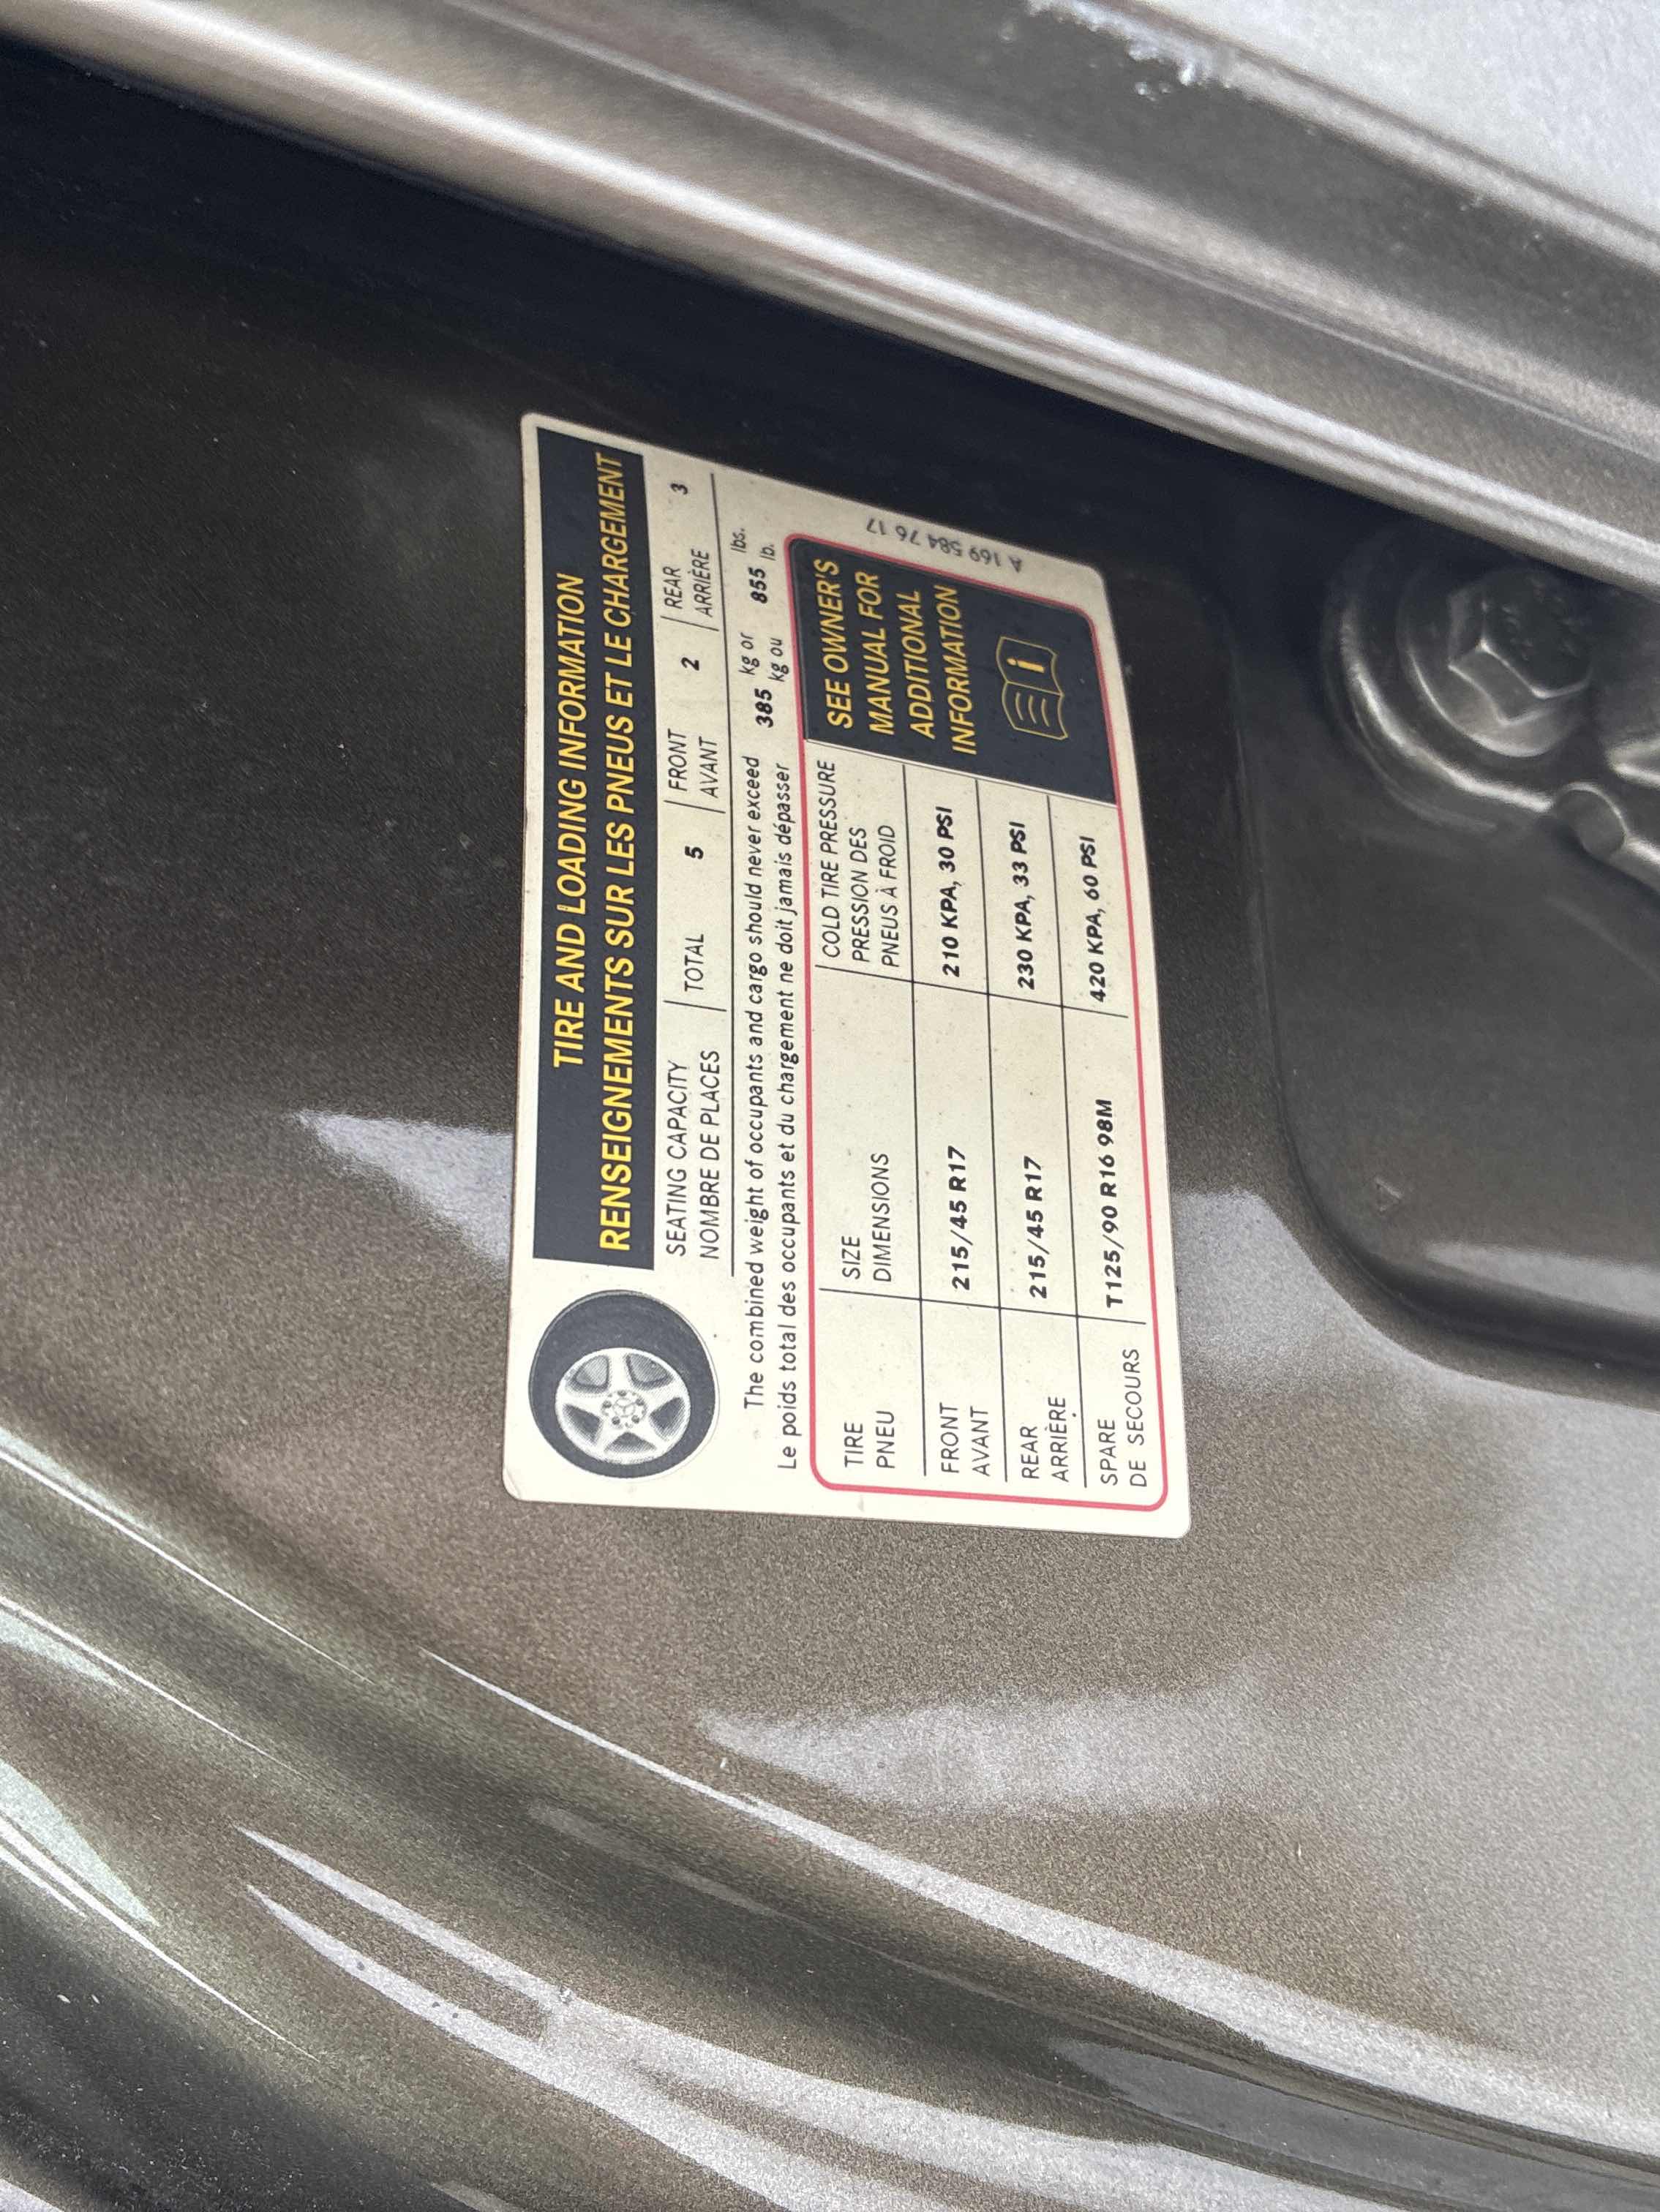 TIRE AND LOADING INFORMATION
RENSEIGNEMENTS SUR LES PNEUS ET LE CHARGEMENT
SEATING CAPACITY TOTAL 5 FRONT 2 REAR 3
NOMBRE DE PLACES AVANT ARRIÈRE
The combined weight of occupants and cargo should never exceed 385 kg or 855 lbs.
Le poids total des occupants et du chargement ne doit jamais dépasser kg ou lb.
TIRE SIZE COLD TIRE PRESSURE
PNEU DIMENSIONS PRESSION DES
PNEUS À FROID
FRONT 215/45 R17 210 KPA, 30 PSI
AVANT
REAR 215/45 R17 230 KPA, 33 PSI
ARRIÈRE
SPARE T125/90 R16 98M 420 KPA, 60 PSI
DE SECOURS
SEE OWNER'S
MANUAL FOR
ADDITIONAL
INFORMATION
i
A 169 584 76 17